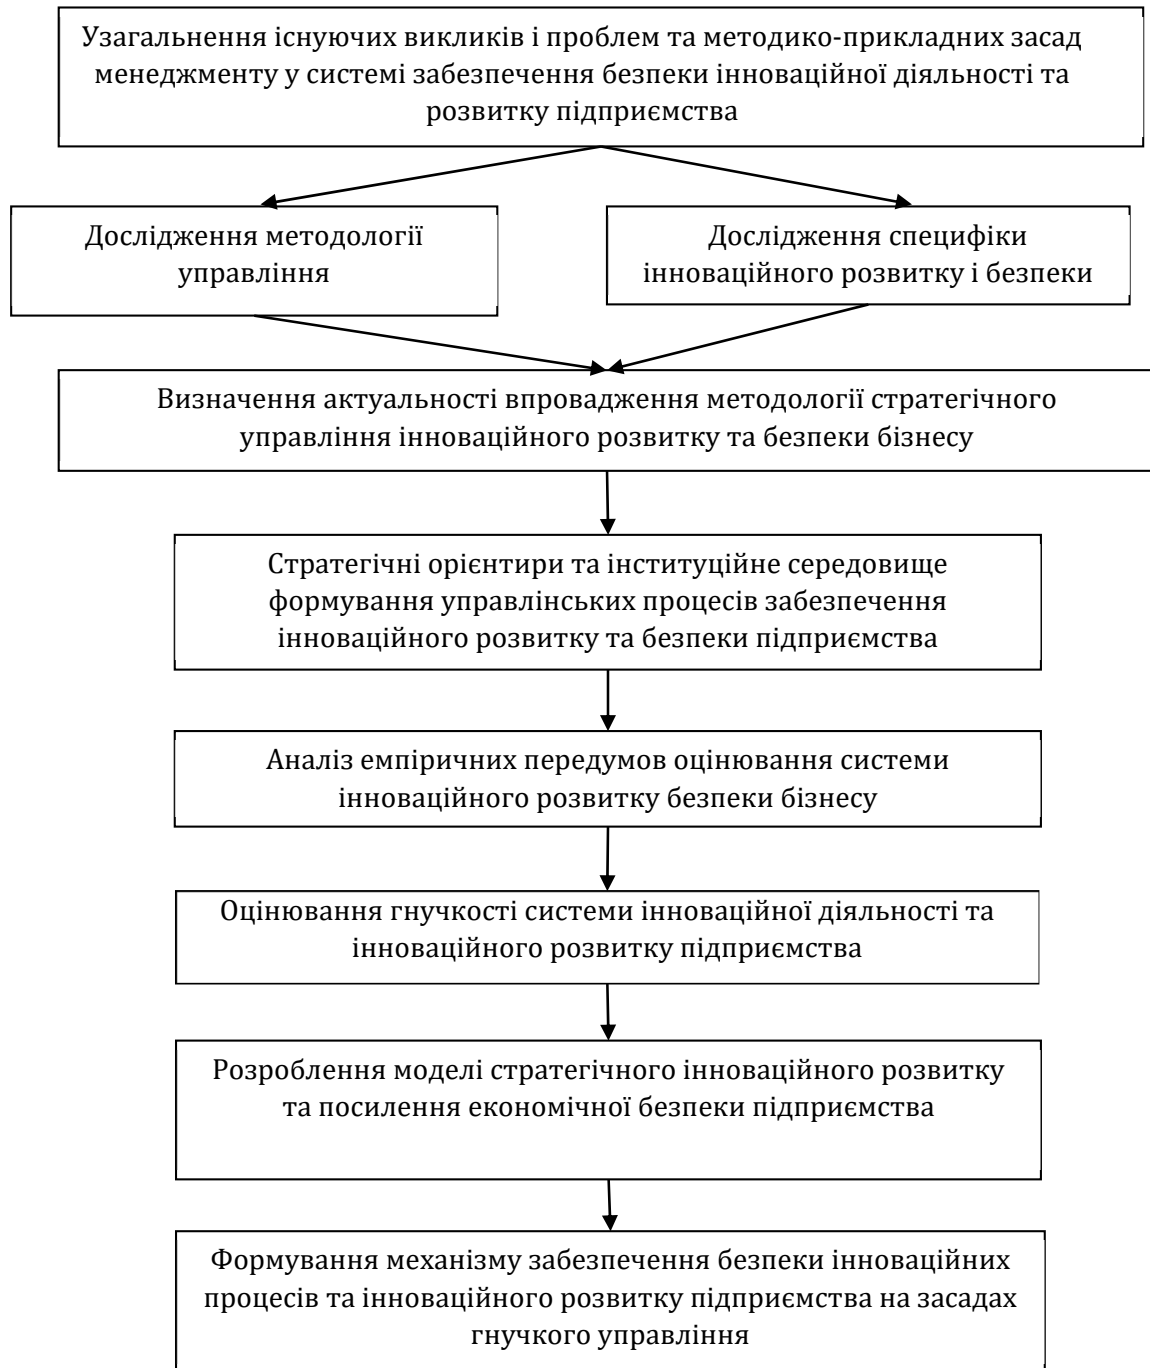 Узагальнення існуючих викликів і проблем та методико-прикладних засад
менеджменту у системі забезпечення безпеки інноваційної діяльності та
розвитку підприємства
Дослідження методології
управління
Дослідження специфіки
інноваційного розвитку і безпеки
Визначення актуальності впровадження методології стратегічного
управління інноваційного розвитку та безпеки бізнесу
Стратегічні орієнтири та інституційне середовище
формування управлінських процесів забезпечення
інноваційного розвитку та безпеки підприємства
Аналіз емпіричних передумов оцінювання системи
інноваційного розвитку безпеки бізнесу
Оцінювання гнучкості системи інноваційної діяльності та
інноваційного розвитку підприємства
Розроблення моделі стратегічного інноваційного розвитку
та посилення економічної безпеки підприємства
Формування механізму забезпечення безпеки інноваційних
процесів та інноваційного розвитку підприємства на засадах
гнучкого управління